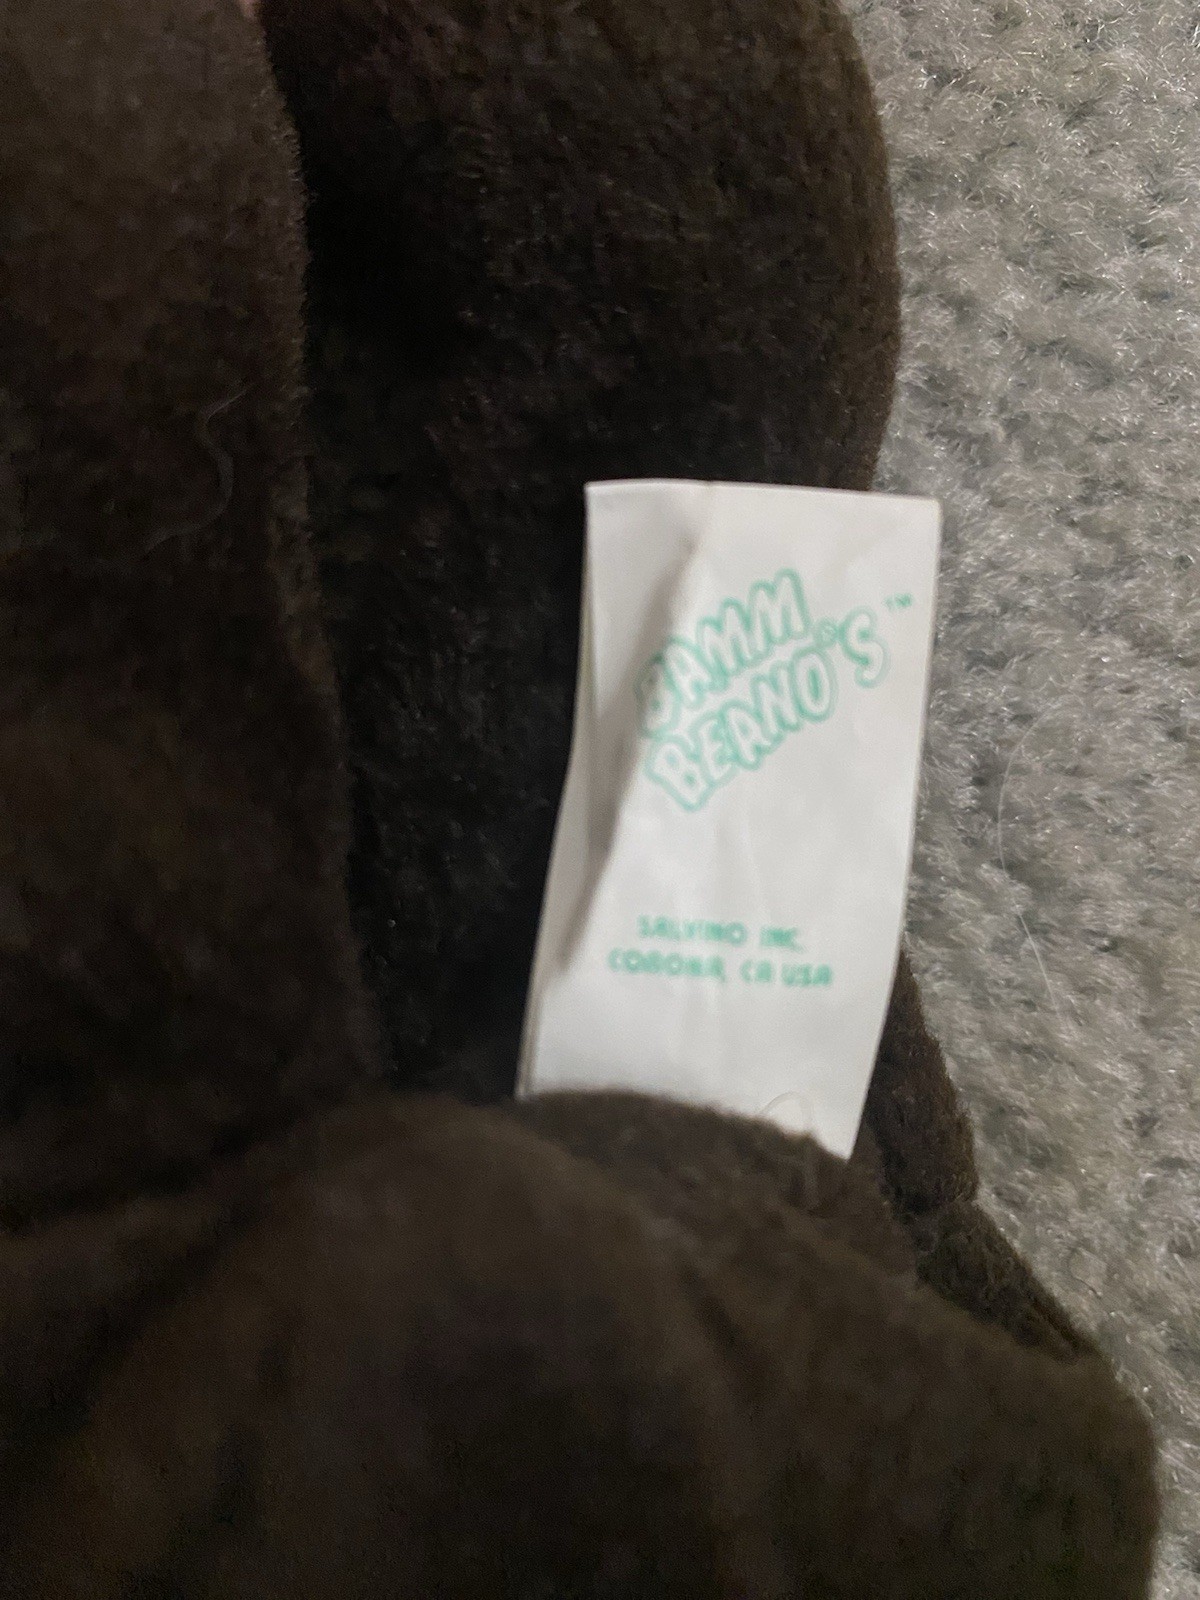 BAMM
BEANO'S™
SALVINO INC.
CORONA, CA USA